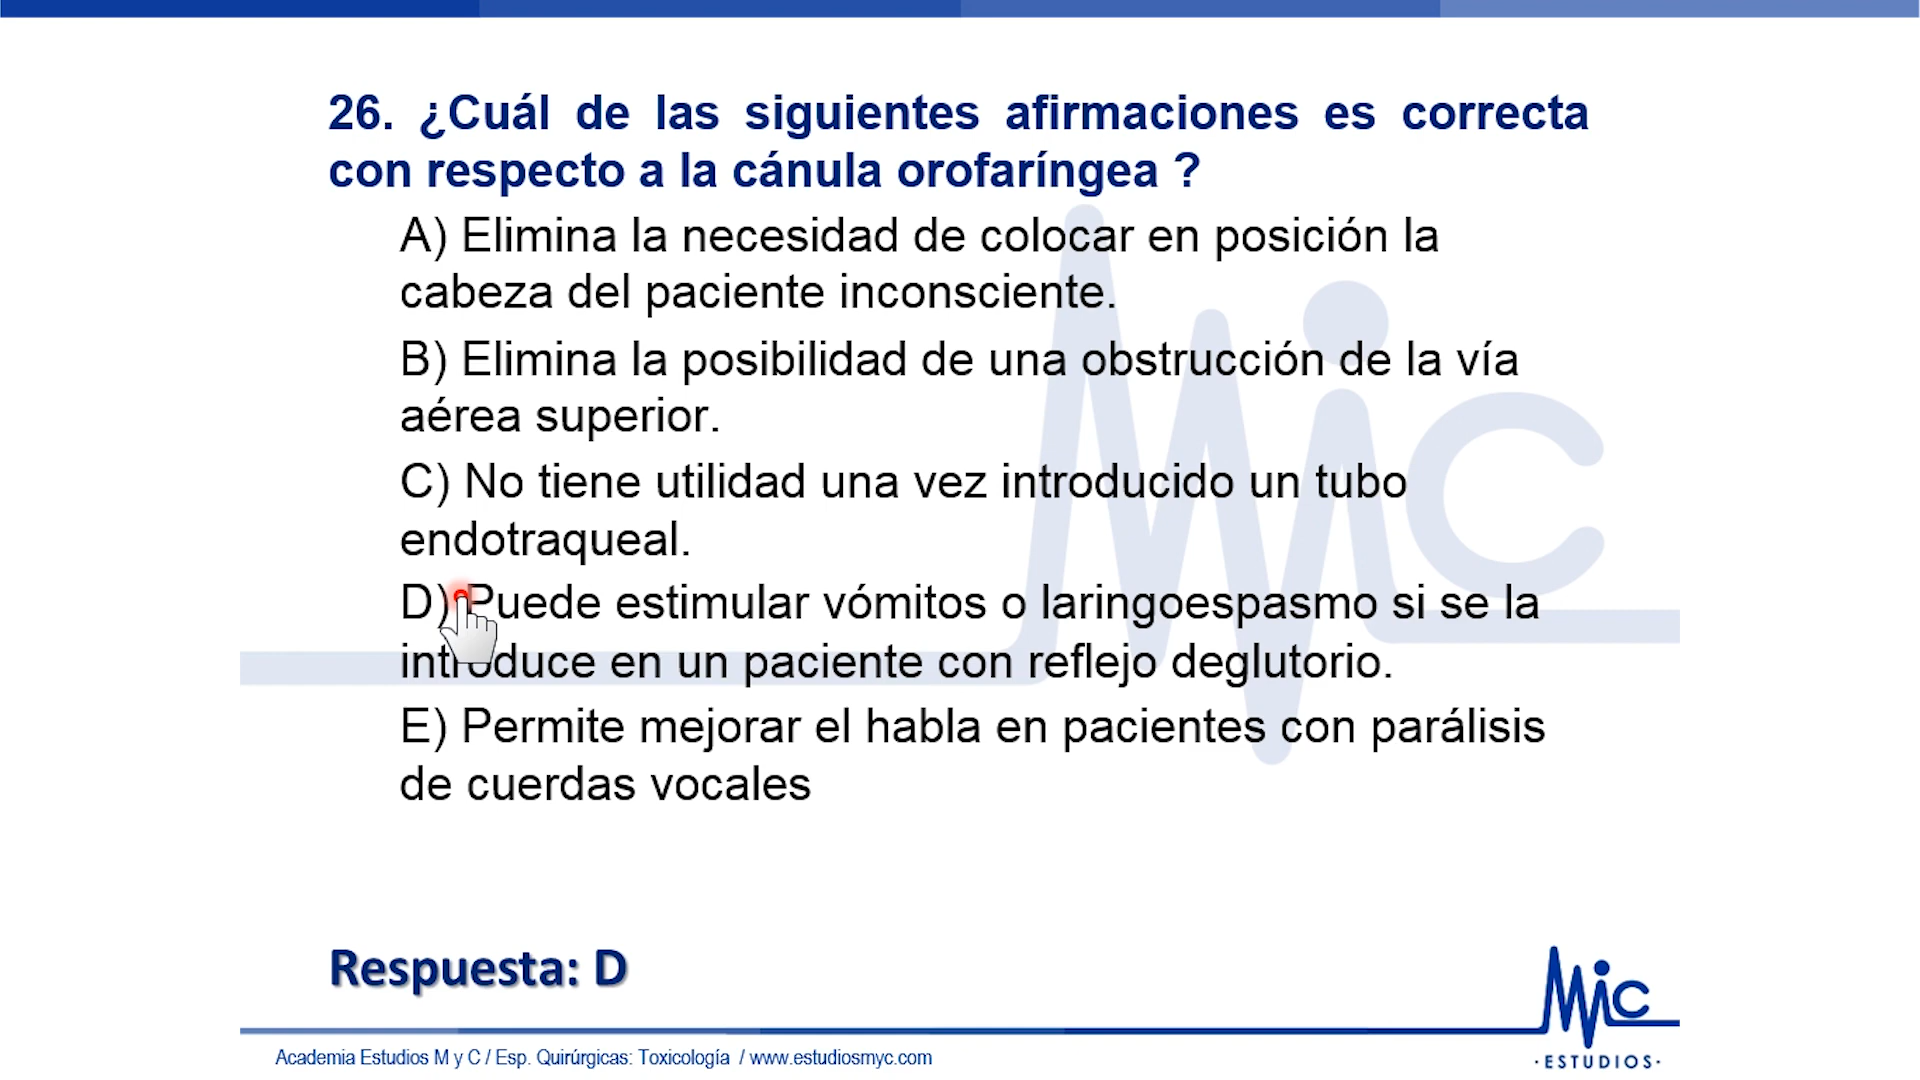 26. ¿Cuál de las siguientes afirmaciones es correcta
con respecto a la cánula orofaríngea ?
A) Elimina la necesidad de colocar en posición la
cabeza del paciente inconsciente.
B) Elimina la posibilidad de una obstrucción de la vía
aérea superior.
C) No tiene utilidad una vez introducido un tubo
endotraqueal.
D) Puede estimular vómitos o laringoespasmo si se la
introduce en un paciente con reflejo deglutorio.
E) Permite mejorar el habla en pacientes con parálisis
de cuerdas vocales
Respuesta: D
MiC
·ESTUDIOS·
Academia Estudios M y C / Esp. Quirúrgicas: Toxicología / www.estudiosmyc.com